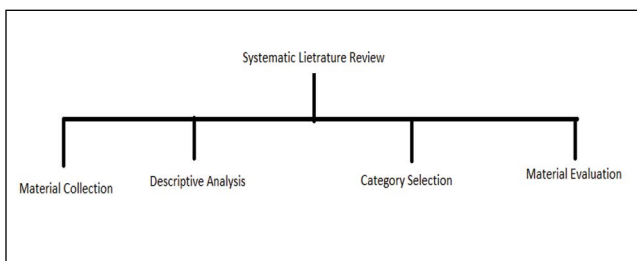 Systematic Lietrature Review
Material Collection
Descriptive Analysis
Category Selection
Material Evaluation